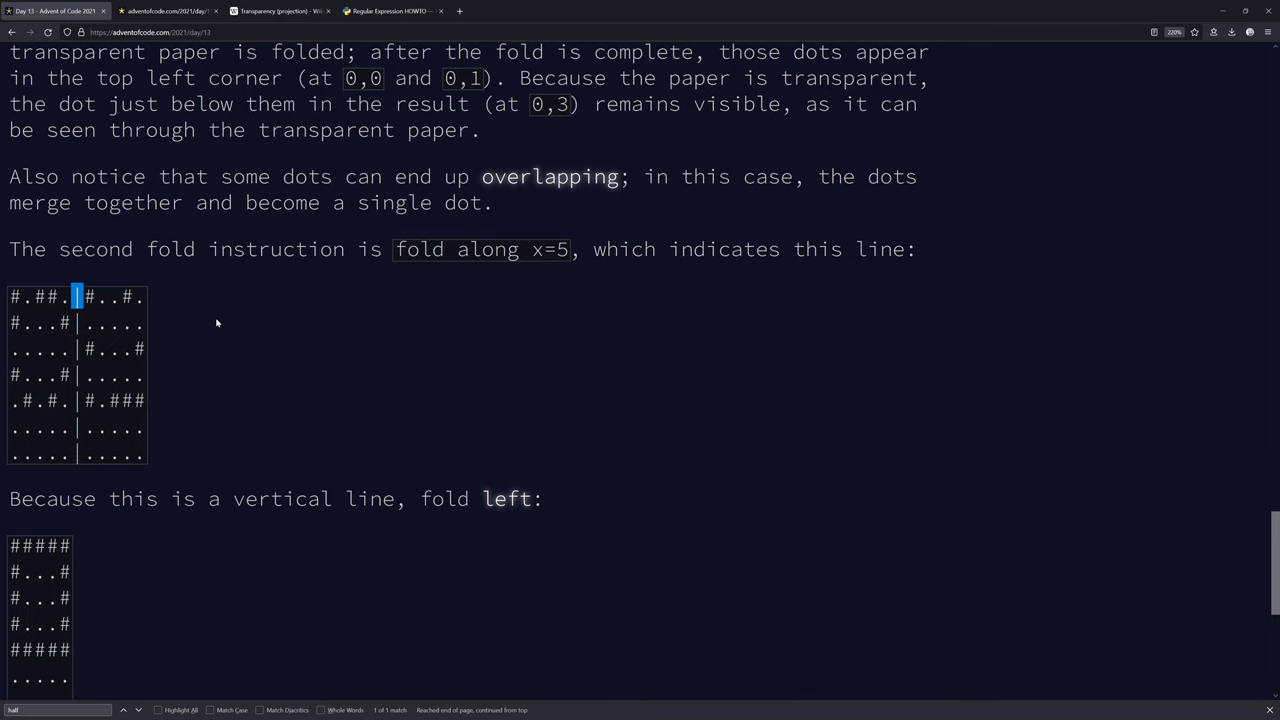 Day 13 - Advent of Code 2021
adventofcode.com/2021/day/1
Transparency (projection) - Wik
Regular Expression HOWTO —
https://adventofcode.com/2021/day/13
220%
transparent paper is folded; after the fold is complete, those dots appear
in the top left corner (at 0,0 and 0,1). Because the paper is transparent,
the dot just below them in the result (at 0,3) remains visible, as it can
be seen through the transparent paper.
Also notice that some dots can end up overlapping; in this case, the dots
merge together and become a single dot.
The second fold instruction is fold along x=5, which indicates this line:
#.##.|#..#.
#...#|.....
.....|#...#
#...#|.....
.#.#.|#.###
.....|.....
.....|.....
Because this is a vertical line, fold left:
#####
#...#
#...#
#...#
#####
.....
half
Highlight All
Match Case
Match Diacritics
Whole Words
1 of 1 match
Reached end of page, continued from top